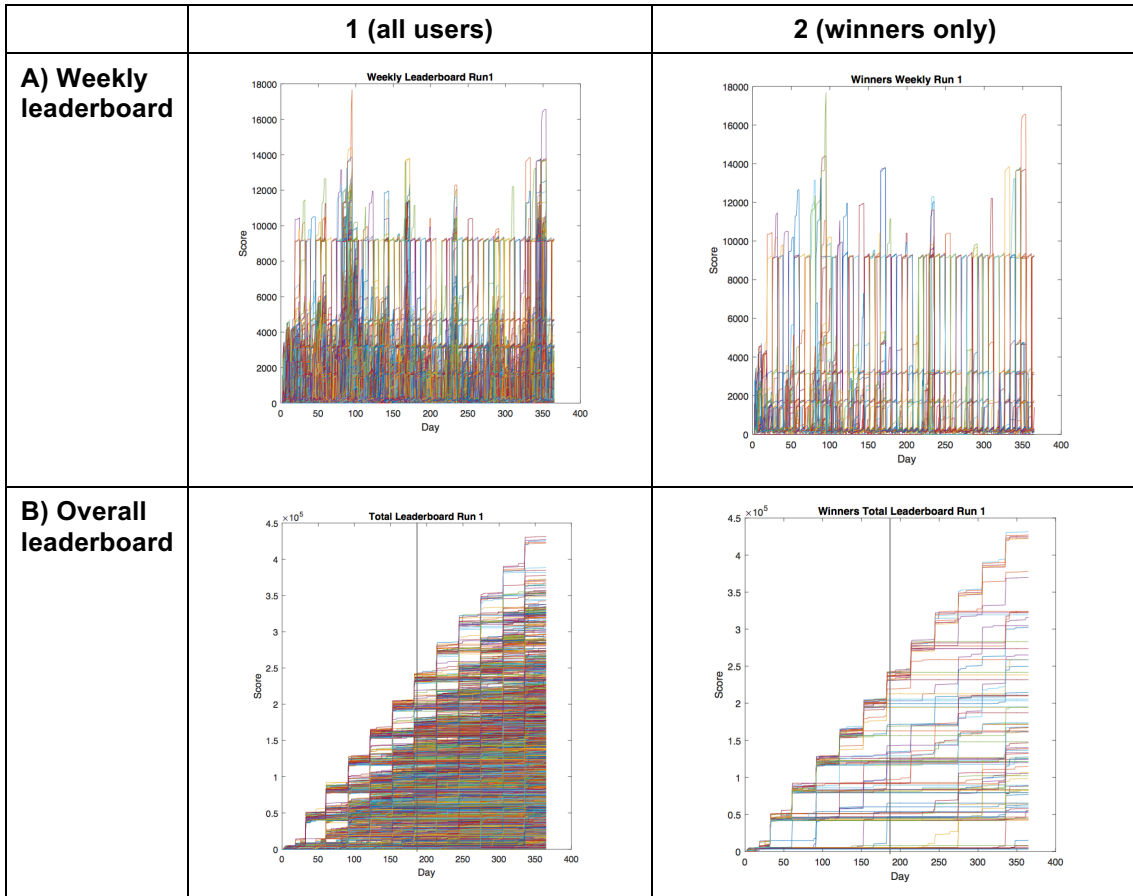 1 (all users)
2 (winners only)
A) Weekly
leaderboard
Weekly Leaderboard Run1
18000
16000
14000
12000
10000
8000
6000
4000
2000
0
Score
0 50 100 150 200 250 300 350 400
Day
Winners Weekly Run 1
18000
16000
14000
12000
10000
8000
6000
4000
2000
0
Score
0 50 100 150 200 250 300 350 400
Day
B) Overall
leaderboard
Total Leaderboard Run 1
×10⁵
4.5
4
3.5
3
2.5
2
1.5
1
0.5
0
Score
0 50 100 150 200 250 300 350 400
Day
Winners Total Leaderboard Run 1
×10⁵
4.5
4
3.5
3
2.5
2
1.5
1
0.5
0
Score
0 50 100 150 200 250 300 350 400
Day